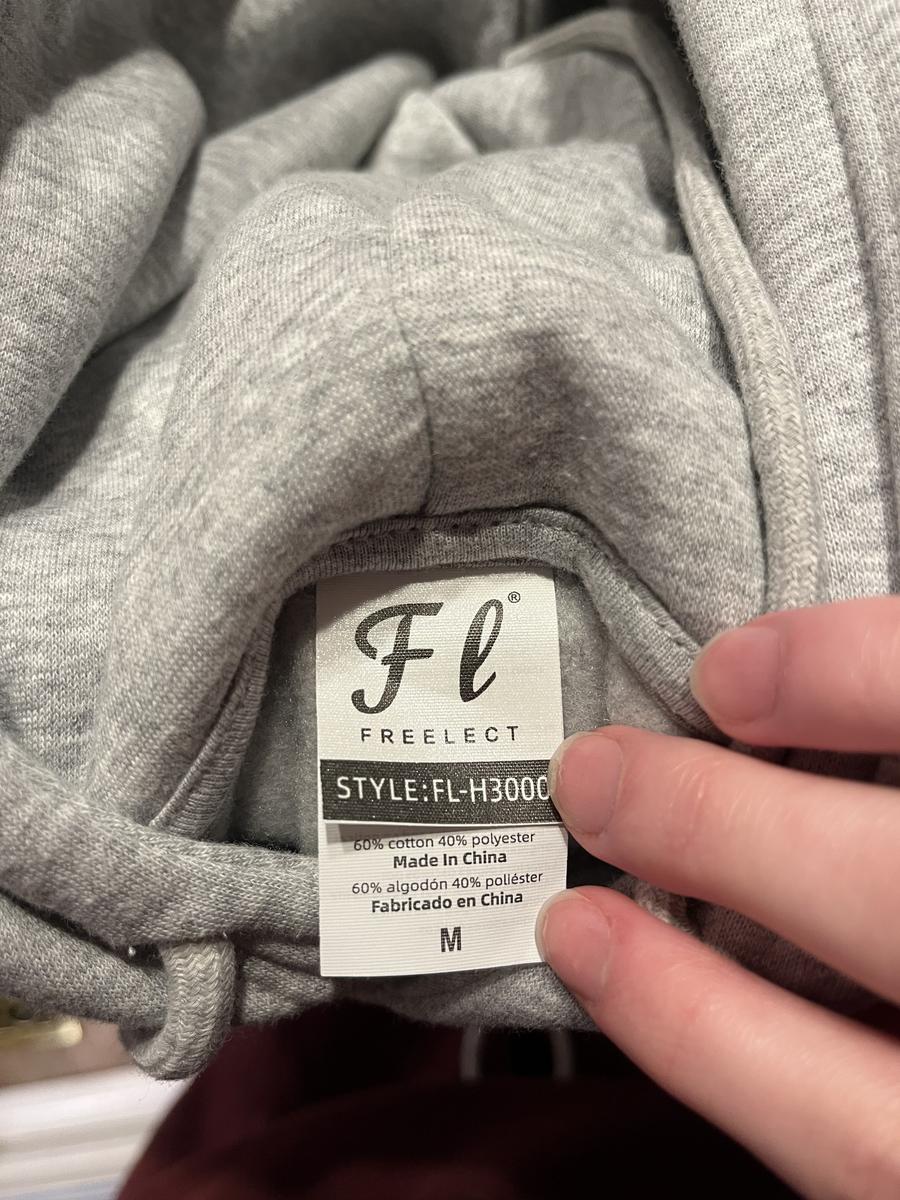 Fl®
FREELECT
STYLE:FL-H3000
60% cotton 40% polyester
Made In China
60% algodón 40% poliéster
Fabricado en China
M